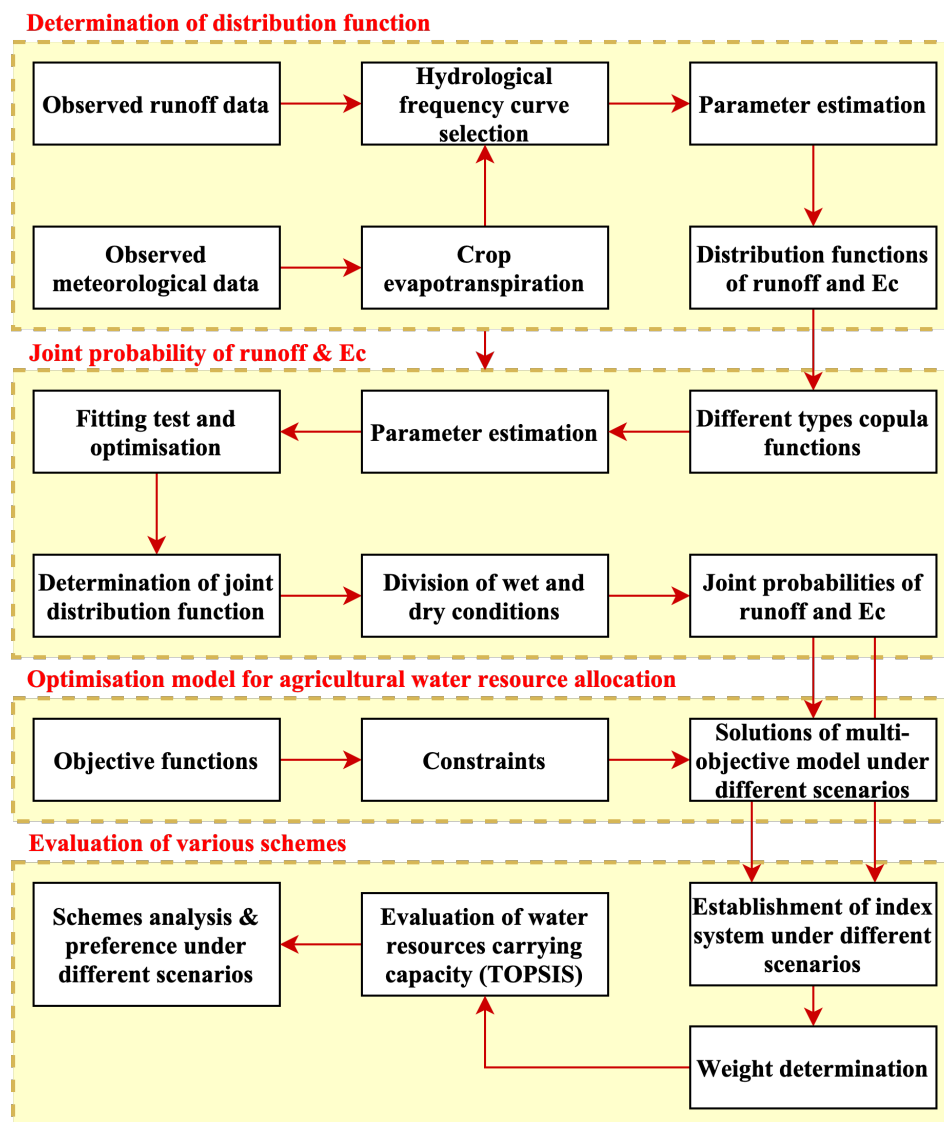 Determination of distribution function
Observed runoff data
Hydrological
frequency curve
selection
Parameter estimation
Observed
meteorological data
Crop
evapotranspiration
Distribution functions
of runoff and Ec
Joint probability of runoff & Ec
Fitting test and
optimisation
Parameter estimation
Different types copula
functions
Determination of joint
distribution function
Division of wet and
dry conditions
Joint probabilities of
runoff and Ec
Optimisation model for agricultural water resource allocation
Objective functions
Constraints
Solutions of multi-
objective model under
different scenarios
Evaluation of various schemes
Schemes analysis &
preference under
different scenarios
Evaluation of water
resources carrying
capacity (TOPSIS)
Establishment of index
system under different
scenarios
Weight determination